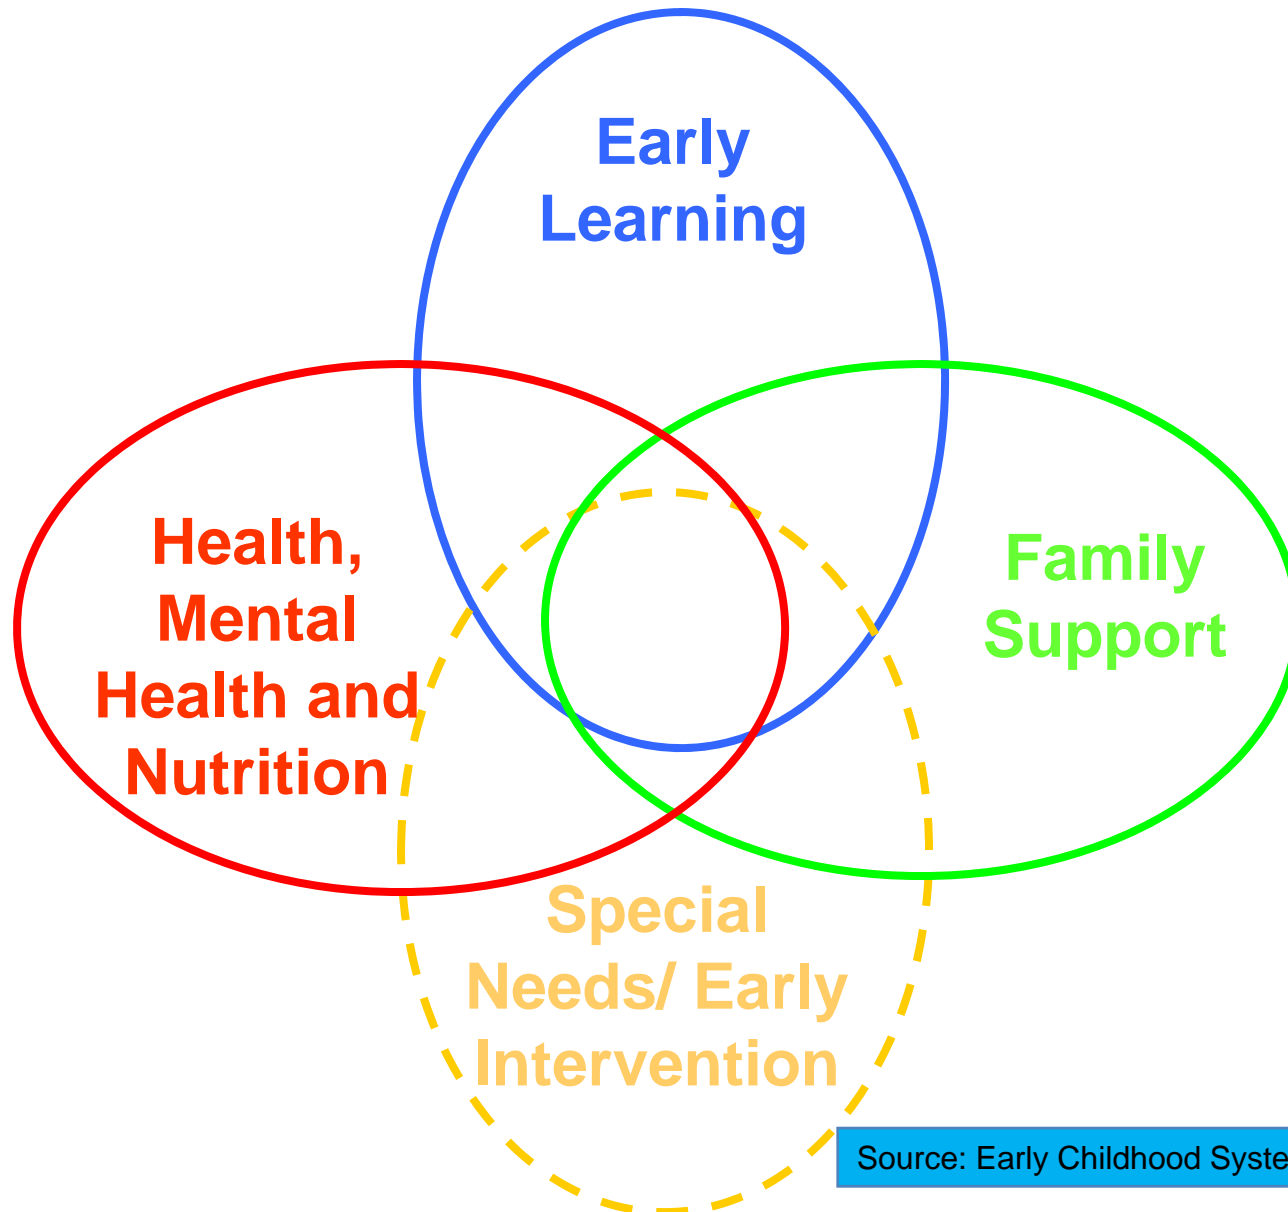 Early
Learning
Health,
Mental
Health and
Nutrition
Family
Support
Special
Needs/ Early
Intervention
Source: Early Childhood Syste